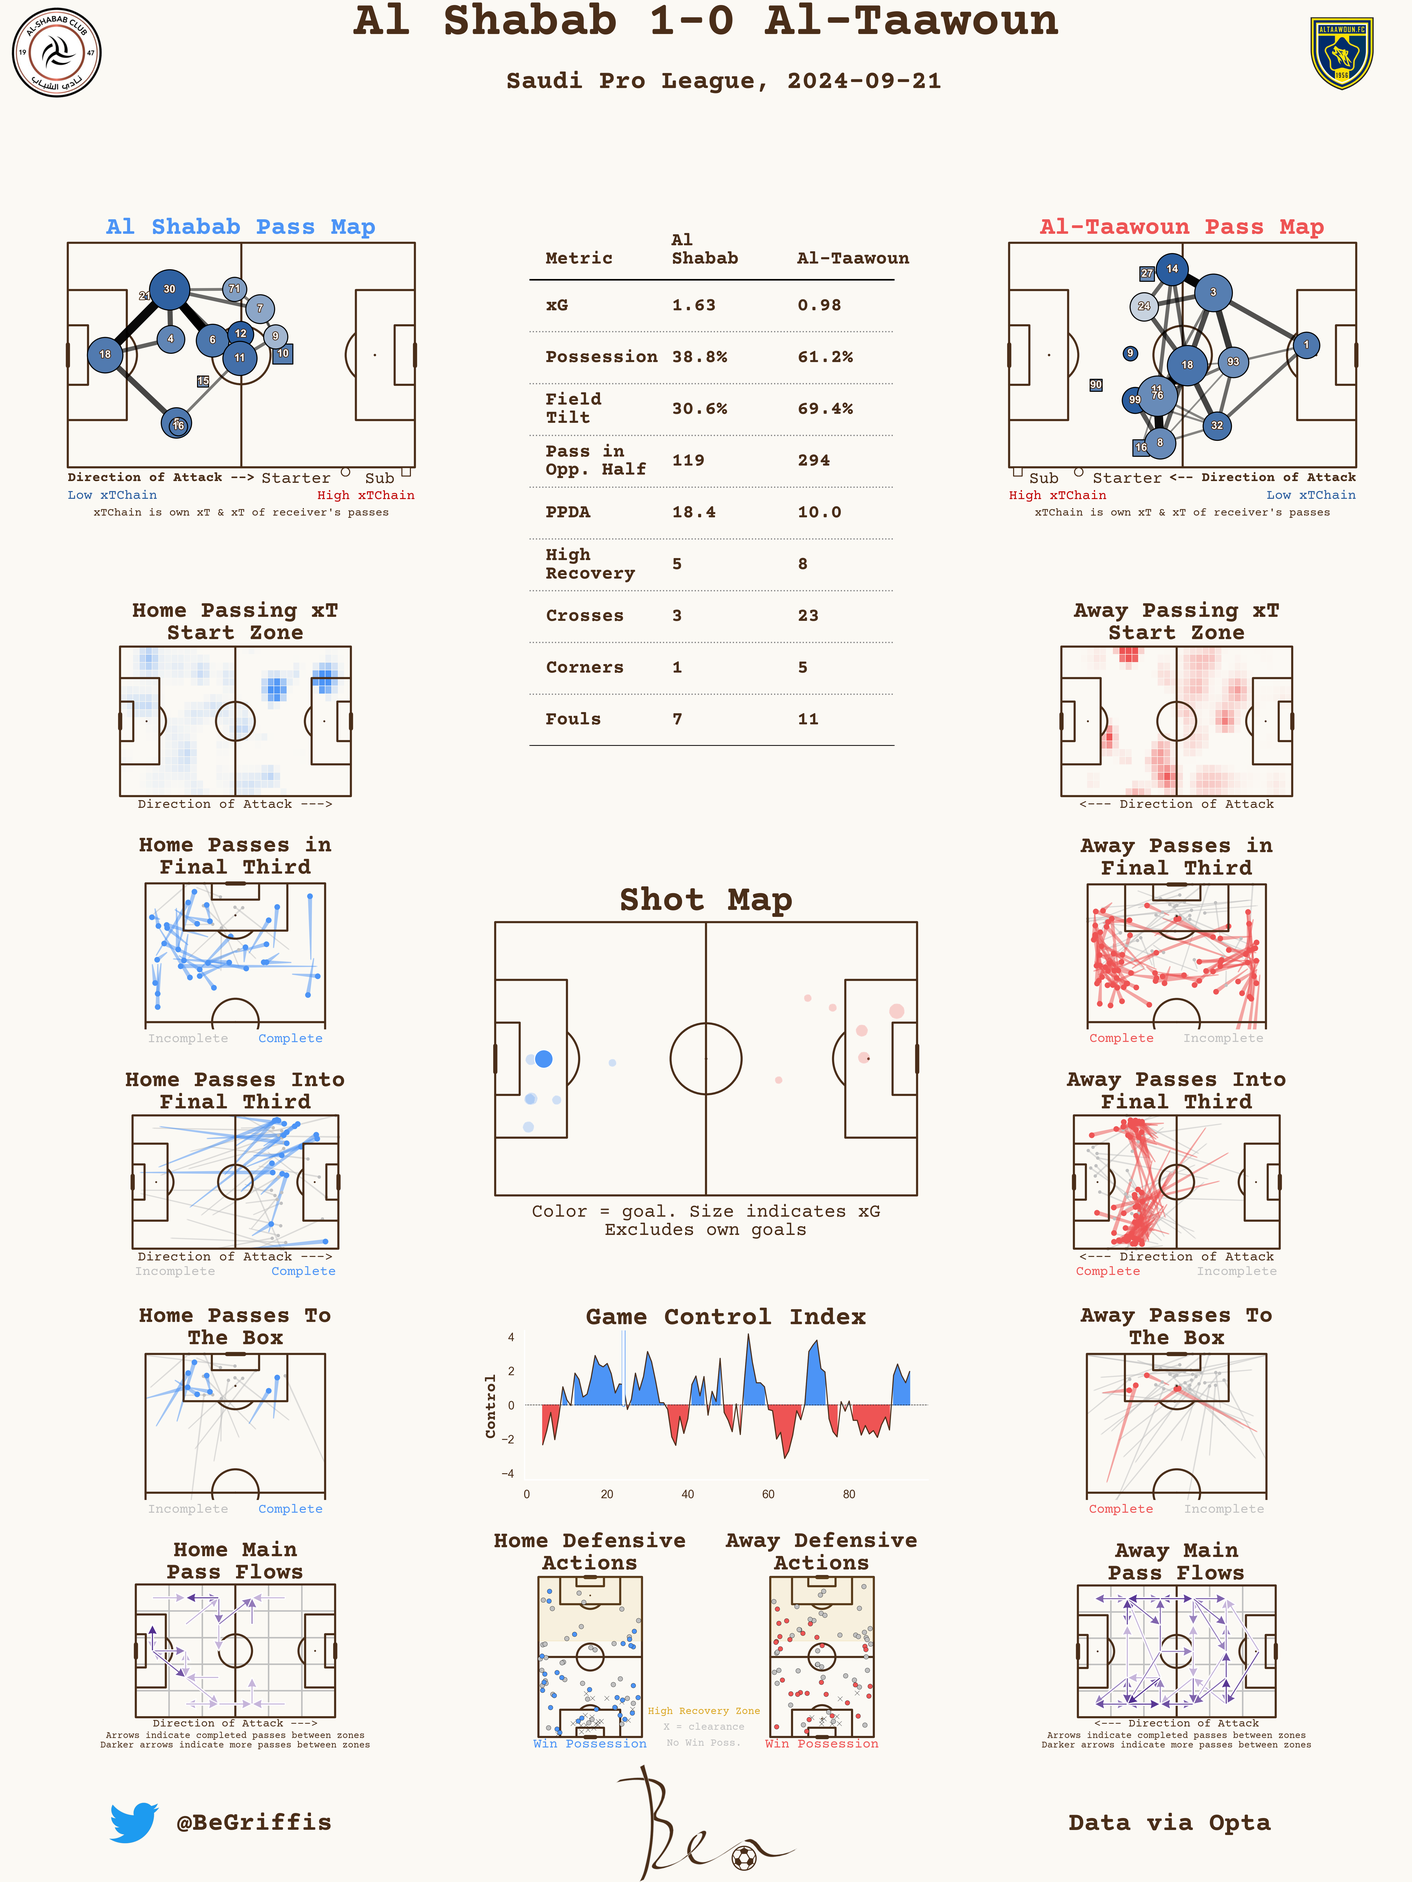 Al Shabab 1-0 Al-Taawoun
Saudi Pro League, 2024-09-21
AL-SHABAB CLUB
19 47
نادي الشباب
ALTAAWOUN.FC
1956
Al Shabab Pass Map
30
71
21
7
4
6
12
9
18
11
10
15
16
Direction of Attack --> Starter Sub
Low xTChain High xTChain
xTChain is own xT & xT of receiver's passes
Metric Al Shabab Al-Taawoun
xG 1.63 0.98
Possession 38.8% 61.2%
Field Tilt 30.6% 69.4%
Pass in Opp. Half 119 294
PPDA 18.4 10.0
High Recovery 5 8
Crosses 3 23
Corners 1 5
Fouls 7 11
Al-Taawoun Pass Map
27
14
3
24
1
9
18
93
90
11
76
99
32
8
16
Sub Starter <-- Direction of Attack
High xTChain Low xTChain
xTChain is own xT & xT of receiver's passes
Home Passing xT
Start Zone
Direction of Attack --->
Away Passing xT
Start Zone
<--- Direction of Attack
Home Passes in
Final Third
Incomplete Complete
Away Passes in
Final Third
Complete Incomplete
Shot Map
Color = goal. Size indicates xG
Excludes own goals
Home Passes Into
Final Third
Direction of Attack --->
Incomplete Complete
Away Passes Into
Final Third
<--- Direction of Attack
Complete Incomplete
Home Passes To
The Box
Incomplete Complete
Game Control Index
Control
4
2
0
−2
−4
0 20 40 60 80
Away Passes To
The Box
Complete Incomplete
Home Main
Pass Flows
Direction of Attack --->
Arrows indicate completed passes between zones
Darker arrows indicate more passes between zones
Home Defensive
Actions
Win Possession
Away Defensive
Actions
Win Possession
High Recovery Zone
X = clearance
No Win Poss.
Away Main
Pass Flows
<--- Direction of Attack
Arrows indicate completed passes between zones
Darker arrows indicate more passes between zones
@BeGriffis
Ben
Data via Opta